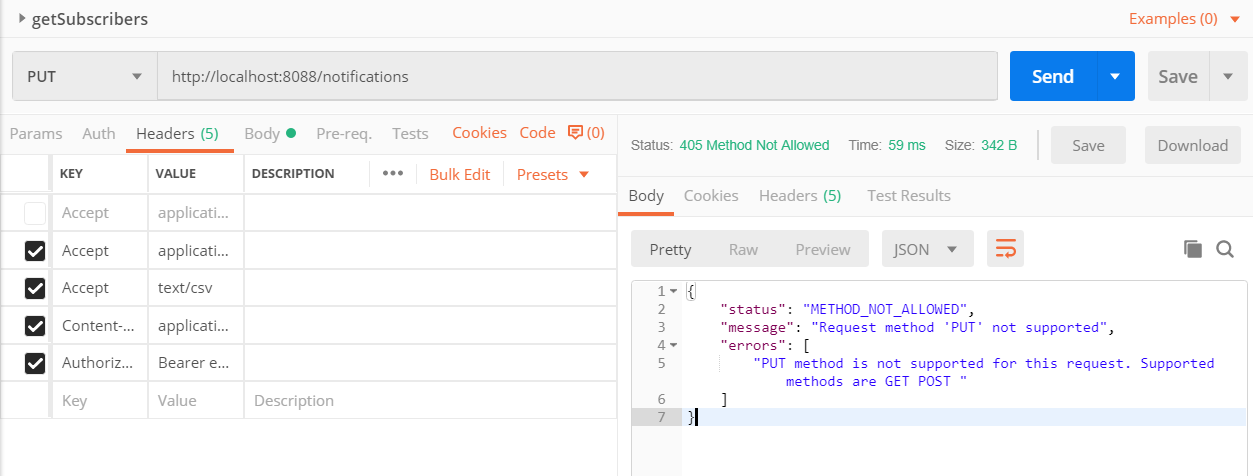 getSubscribers
Examples (0)
PUT
http://localhost:8088/notifications
Send
Save
Params Auth Headers (5) Body Pre-req. Tests Cookies Code (0)
KEY VALUE DESCRIPTION ••• Bulk Edit Presets
Accept applicati...
Accept applicati...
Accept text/csv
Content-... applicati...
Authoriz... Bearer e...
Key Value Description
Status: 405 Method Not Allowed Time: 59 ms Size: 342 B Save Download
Body Cookies Headers (5) Test Results
Pretty Raw Preview JSON
1 {
2 "status": "METHOD_NOT_ALLOWED",
3 "message": "Request method 'PUT' not supported",
4 "errors": [
5 "PUT method is not supported for this request. Supported
methods are GET POST "
6 ]
7 }